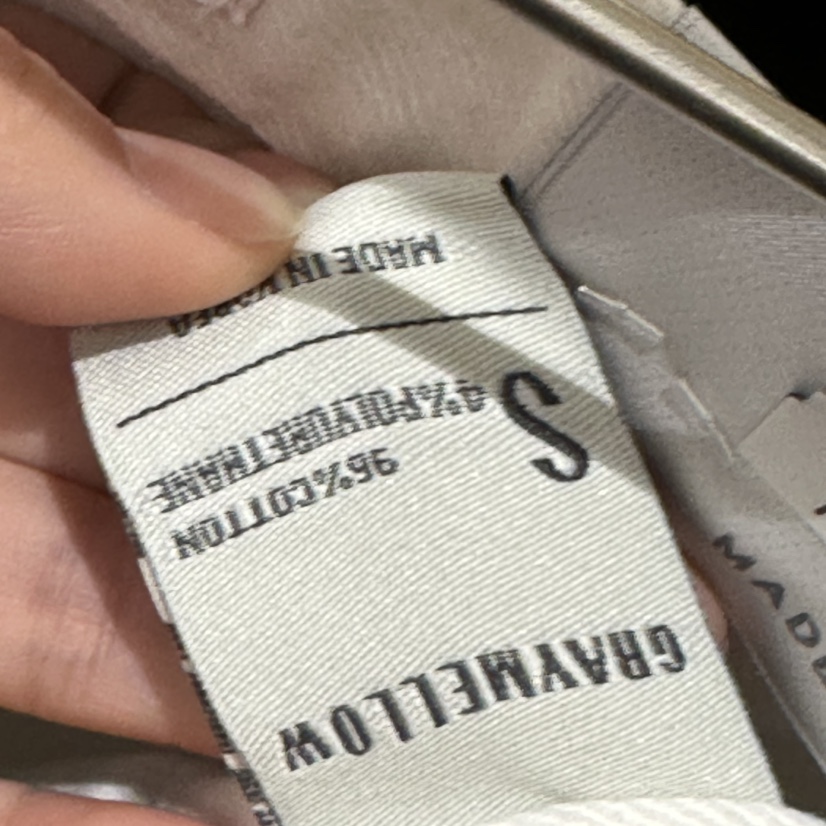 GRAYMELLOW
S
96%COTTON
4%POLYURETHANE
MADE IN KOREA
MADE